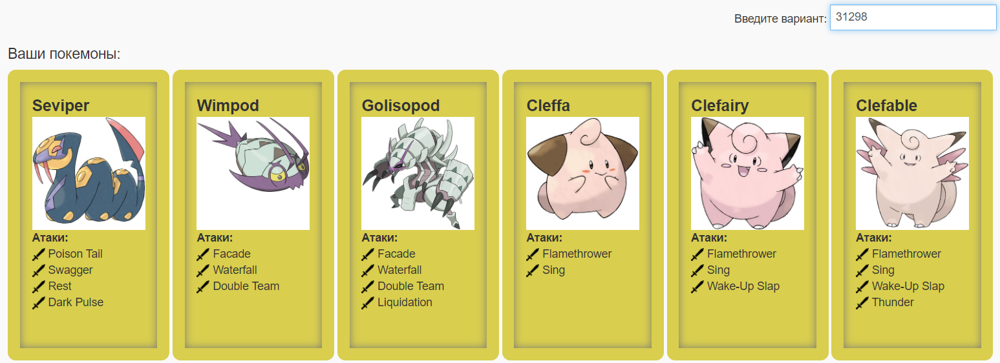 Введите вариант: 31298
Ваши покемоны:
Seviper
Атаки:
Poison Tail
Swagger
Rest
Dark Pulse
Wimpod
Атаки:
Facade
Waterfall
Double Team
Golisopod
Атаки:
Facade
Waterfall
Double Team
Liquidation
Cleffa
Атаки:
Flamethrower
Sing
Clefairy
Атаки:
Flamethrower
Sing
Wake-Up Slap
Clefable
Атаки:
Flamethrower
Sing
Wake-Up Slap
Thunder